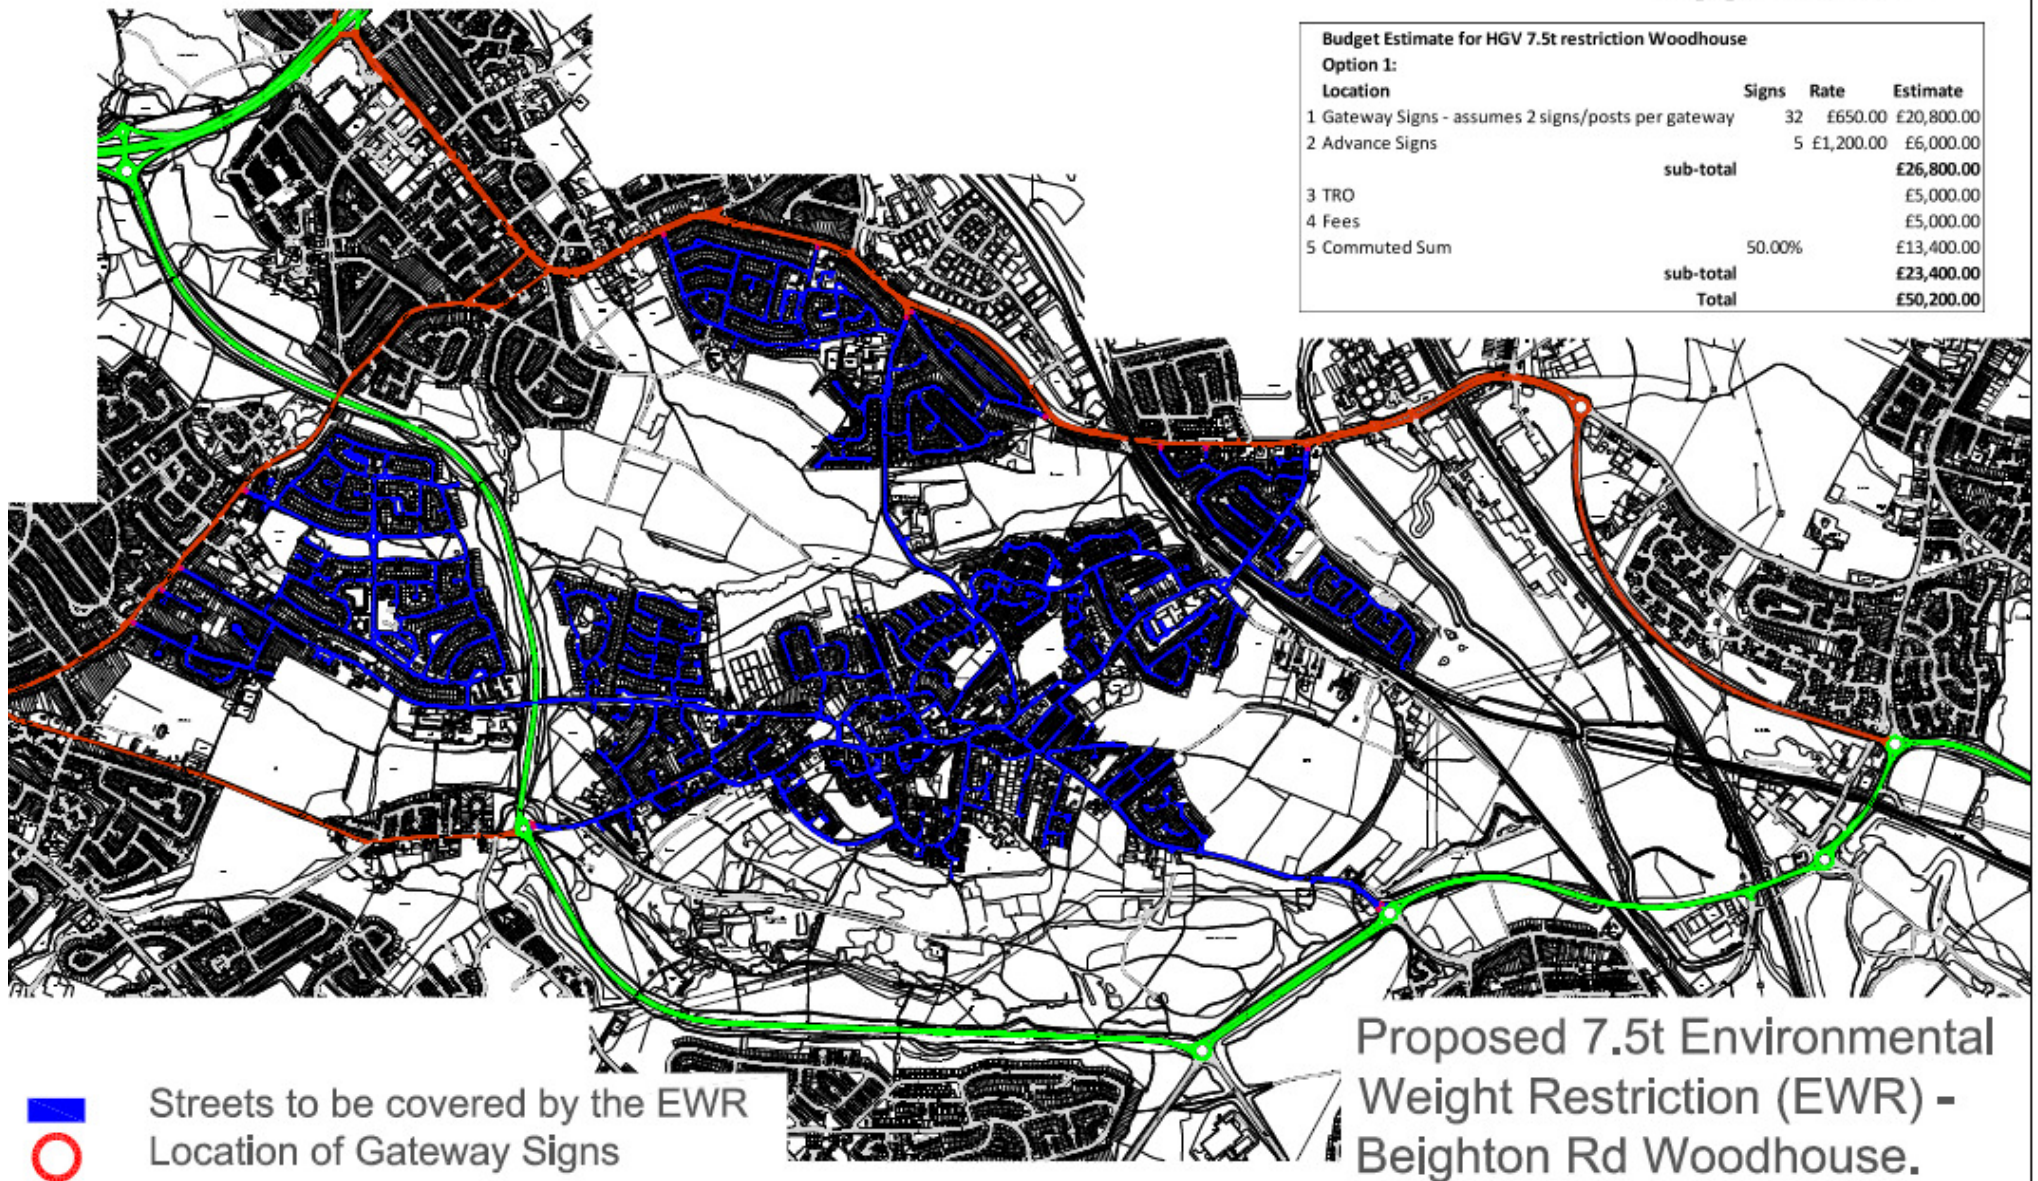 Budget Estimate for HGV 7.5t restriction Woodhouse
Option 1:
Location Signs Rate Estimate
1 Gateway Signs - assumes 2 signs/posts per gateway 32 £650.00 £20,800.00
2 Advance Signs 5 £1,200.00 £6,000.00
sub-total £26,800.00
3 TRO £5,000.00
4 Fees £5,000.00
5 Commuted Sum 50.00% £13,400.00
sub-total £23,400.00
Total £50,200.00
Proposed 7.5t Environmental
Weight Restriction (EWR) -
Beighton Rd Woodhouse.
Streets to be covered by the EWR
Location of Gateway Signs